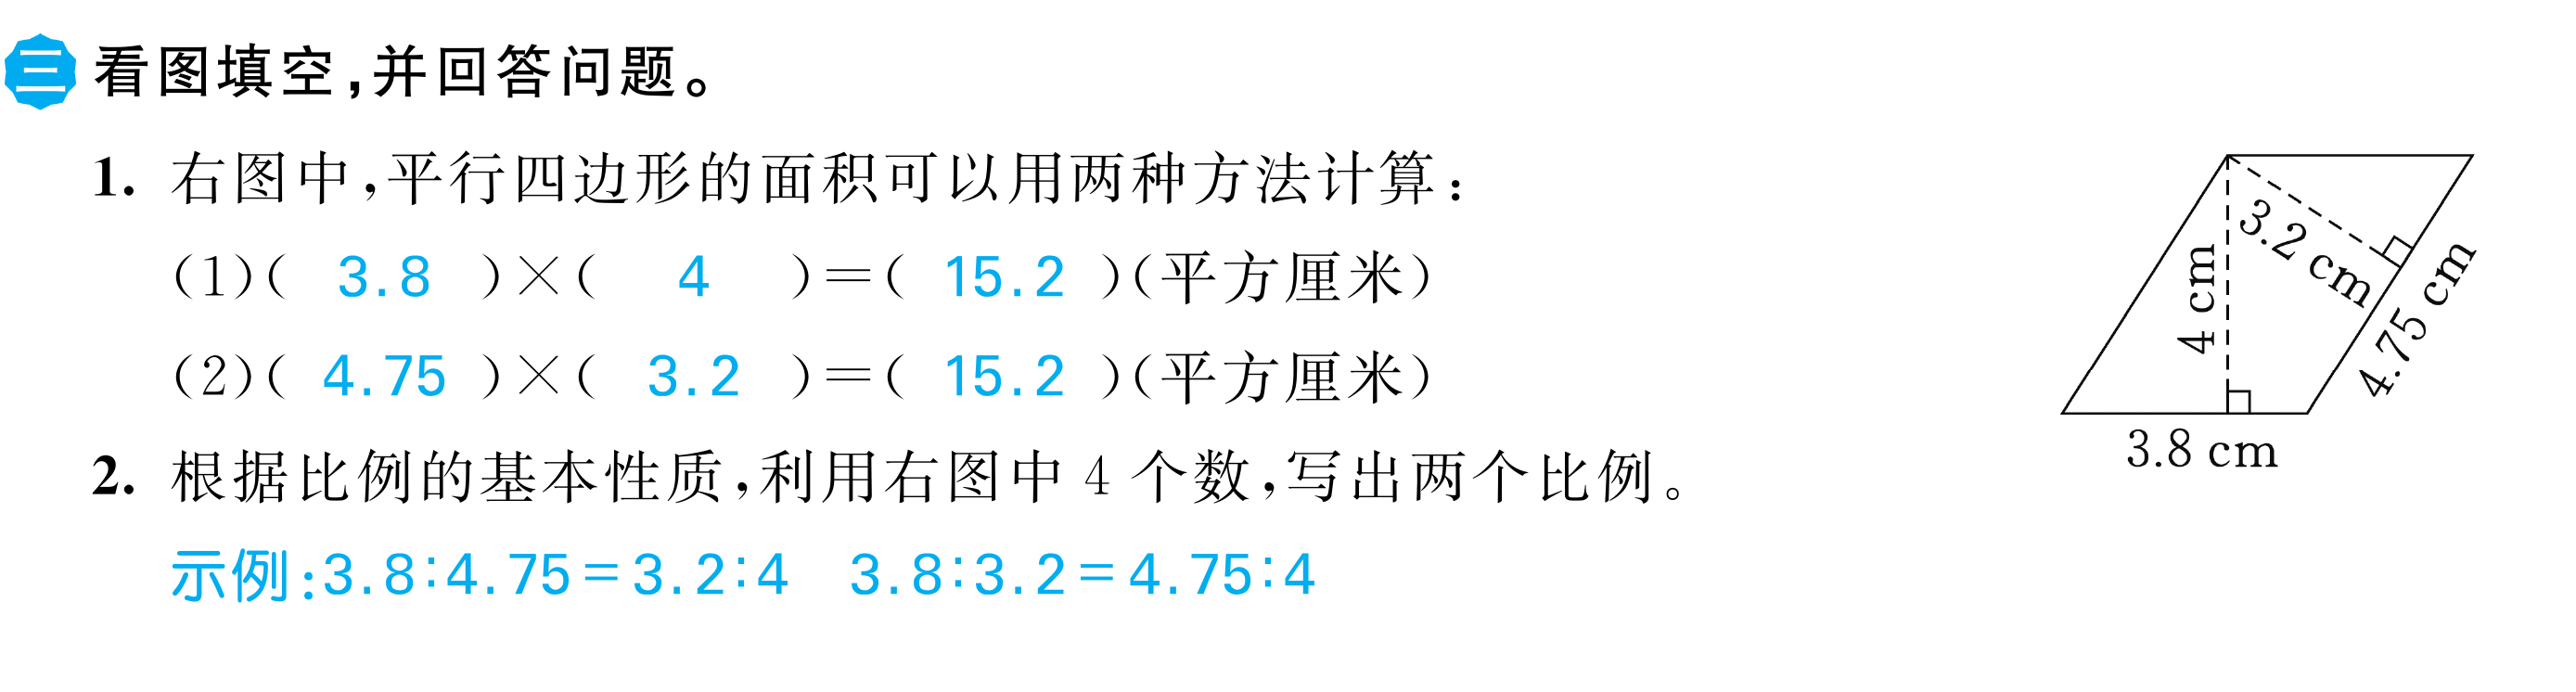 三 看图填空,并回答问题。
1. 右图中,平行四边形的面积可以用两种方法计算:
(1)( 3.8 )×( 4 )=( 15.2 )(平方厘米)
(2)( 4.75 )×( 3.2 )=( 15.2 )(平方厘米)
2. 根据比例的基本性质,利用右图中 4 个数,写出两个比例。
示例:3.8∶4.75=3.2∶4 3.8∶3.2=4.75∶4
3.2 cm
4 cm
4.75 cm
3.8 cm